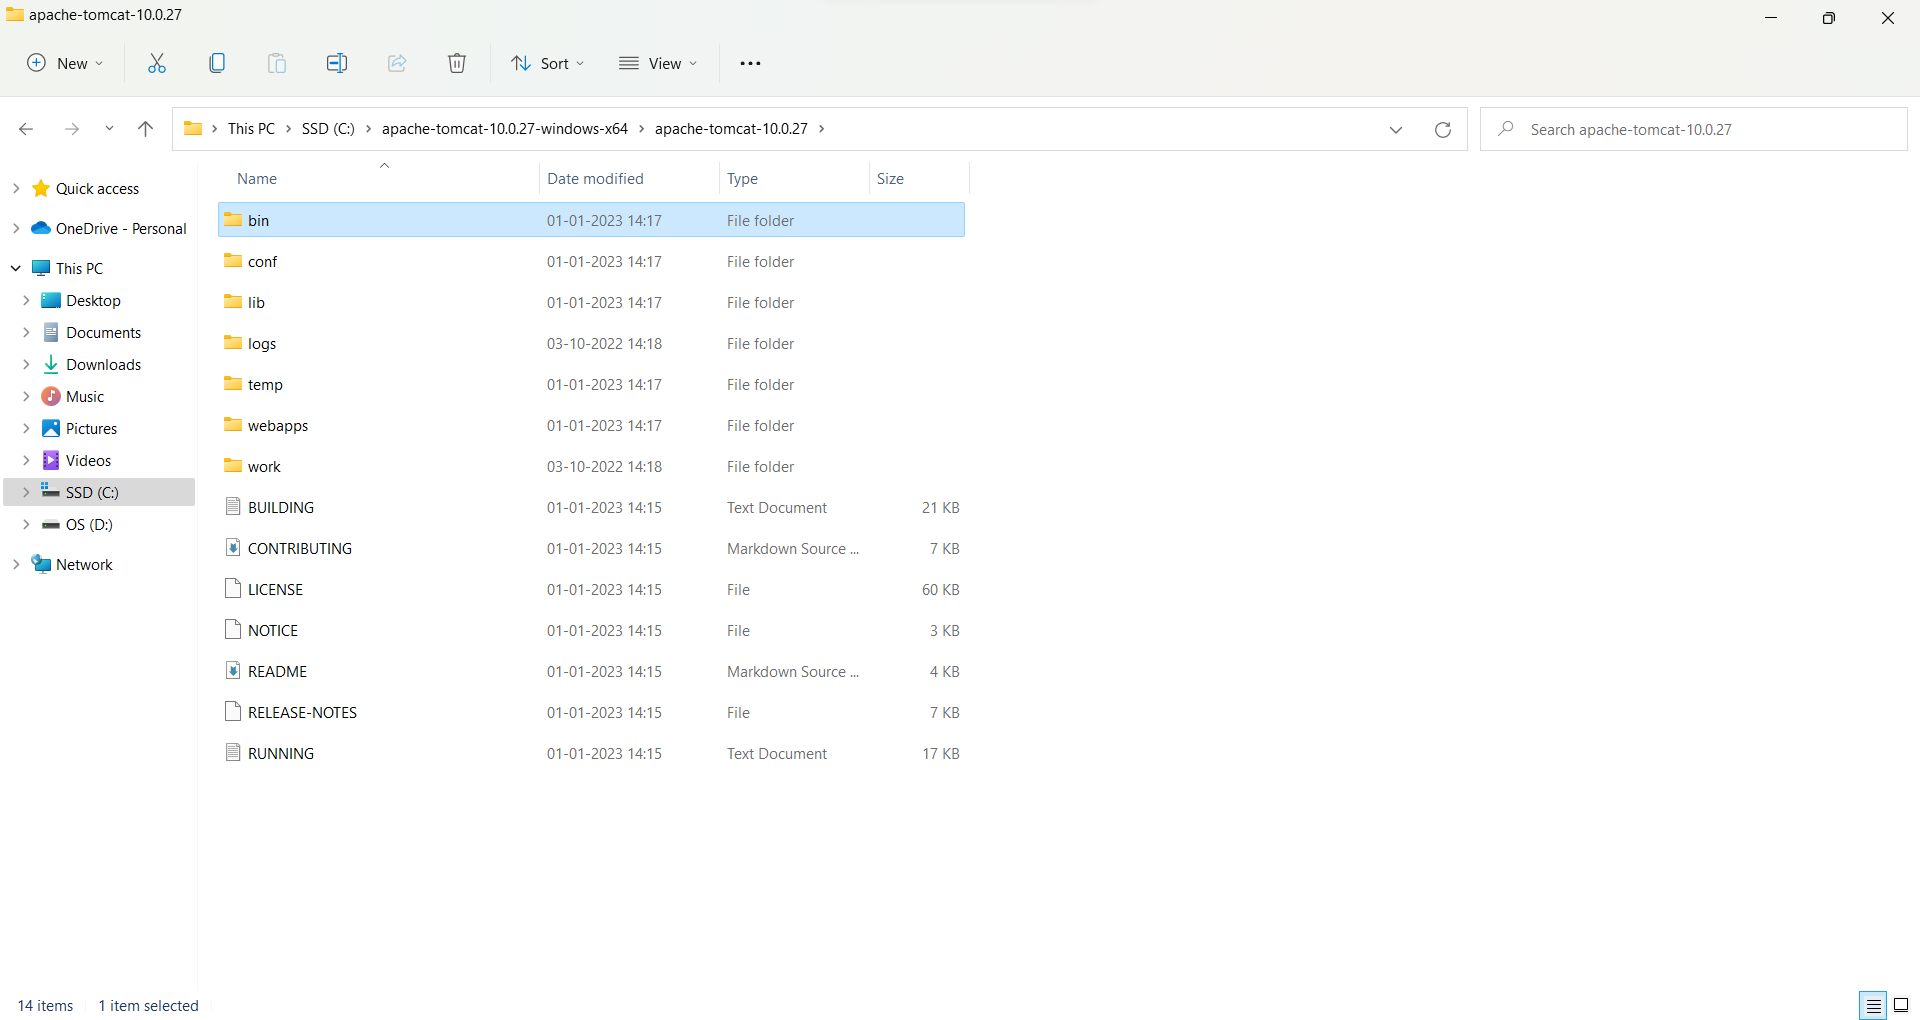 apache-tomcat-10.0.27
New Sort View
This PC SSD (C:) apache-tomcat-10.0.27-windows-x64 apache-tomcat-10.0.27 Search apache-tomcat-10.0.27
Quick access
OneDrive - Personal
This PC
Desktop
Documents
Downloads
Music
Pictures
Videos
SSD (C:)
OS (D:)
Network
Name Date modified Type Size
bin 01-01-2023 14:17 File folder
conf 01-01-2023 14:17 File folder
lib 01-01-2023 14:17 File folder
logs 03-10-2022 14:18 File folder
temp 01-01-2023 14:17 File folder
webapps 01-01-2023 14:17 File folder
work 03-10-2022 14:18 File folder
BUILDING 01-01-2023 14:15 Text Document 21 KB
CONTRIBUTING 01-01-2023 14:15 Markdown Source ... 7 KB
LICENSE 01-01-2023 14:15 File 60 KB
NOTICE 01-01-2023 14:15 File 3 KB
README 01-01-2023 14:15 Markdown Source ... 4 KB
RELEASE-NOTES 01-01-2023 14:15 File 7 KB
RUNNING 01-01-2023 14:15 Text Document 17 KB
14 items 1 item selected